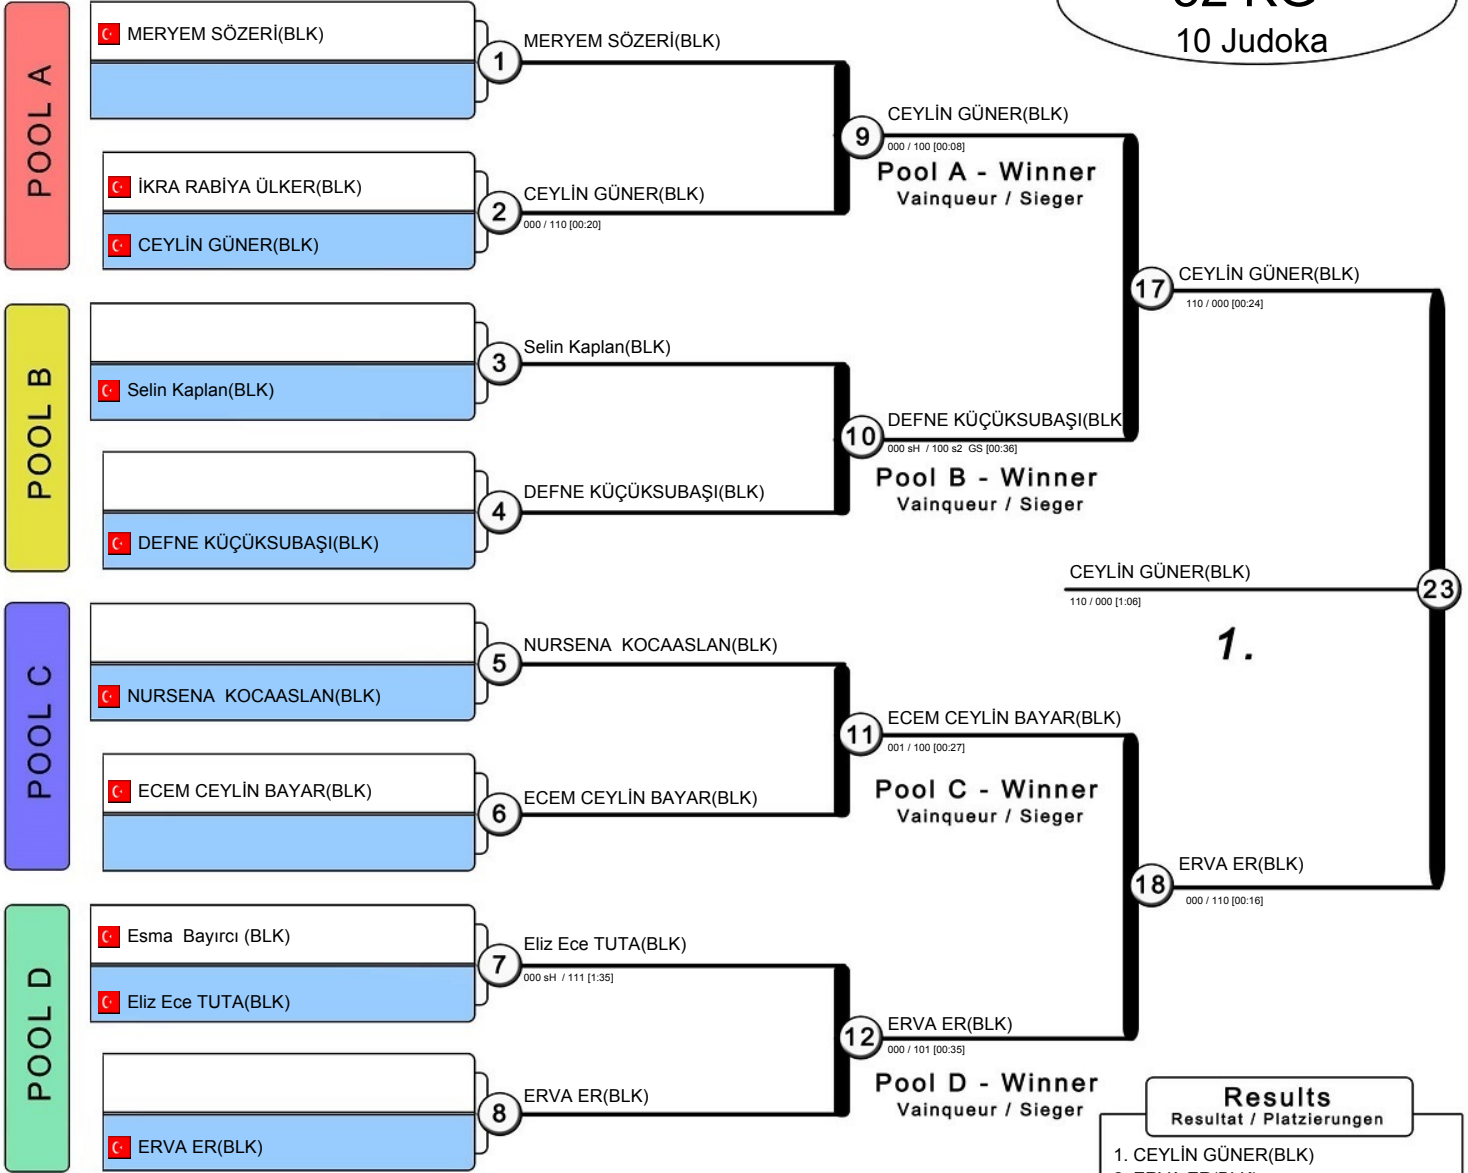 10 Judoka
POOL A
MERYEM SÖZERİ(BLK)
1
MERYEM SÖZERİ(BLK)
İKRA RABİYA ÜLKER(BLK)
CEYLİN GÜNER(BLK)
2
CEYLİN GÜNER(BLK)
000 / 110 [00:20]
9
CEYLİN GÜNER(BLK)
000 / 100 [00:08]
Pool A - Winner
Vainqueur / Sieger
POOL B
Selin Kaplan(BLK)
3
Selin Kaplan(BLK)
DEFNE KÜÇÜKSUBAŞI(BLK)
4
DEFNE KÜÇÜKSUBAŞI(BLK)
10
DEFNE KÜÇÜKSUBAŞI(BLK
000 sH / 100 s2 GS [00:36]
Pool B - Winner
Vainqueur / Sieger
17
CEYLİN GÜNER(BLK)
110 / 000 [00:24]
POOL C
NURSENA KOCAASLAN(BLK)
5
NURSENA KOCAASLAN(BLK)
ECEM CEYLİN BAYAR(BLK)
6
ECEM CEYLİN BAYAR(BLK)
11
ECEM CEYLİN BAYAR(BLK)
001 / 100 [00:27]
Pool C - Winner
Vainqueur / Sieger
POOL D
Esma Bayırcı (BLK)
Eliz Ece TUTA(BLK)
7
Eliz Ece TUTA(BLK)
000 sH / 111 [1:35]
ERVA ER(BLK)
8
ERVA ER(BLK)
12
ERVA ER(BLK)
000 / 101 [00:35]
Pool D - Winner
Vainqueur / Sieger
18
ERVA ER(BLK)
000 / 110 [00:16]
CEYLİN GÜNER(BLK)
110 / 000 [1:06]
23
1.
Results
Resultat / Platzierungen
1. CEYLİN GÜNER(BLK)